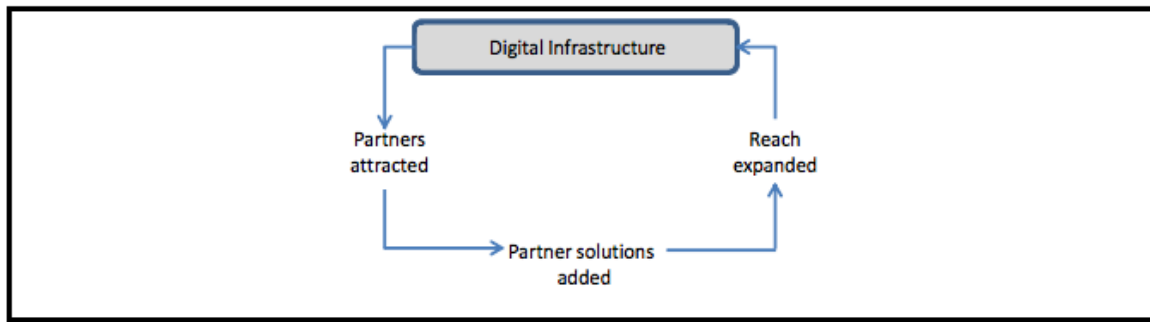 Digital Infrastructure
Partners
attracted
Reach
expanded
Partner solutions
added